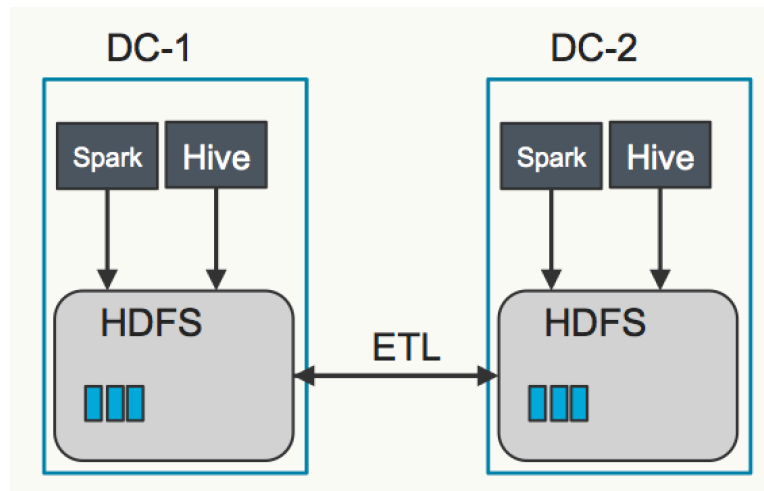 DC-1
DC-2
Spark
Hive
Spark
Hive
HDFS
HDFS
ETL